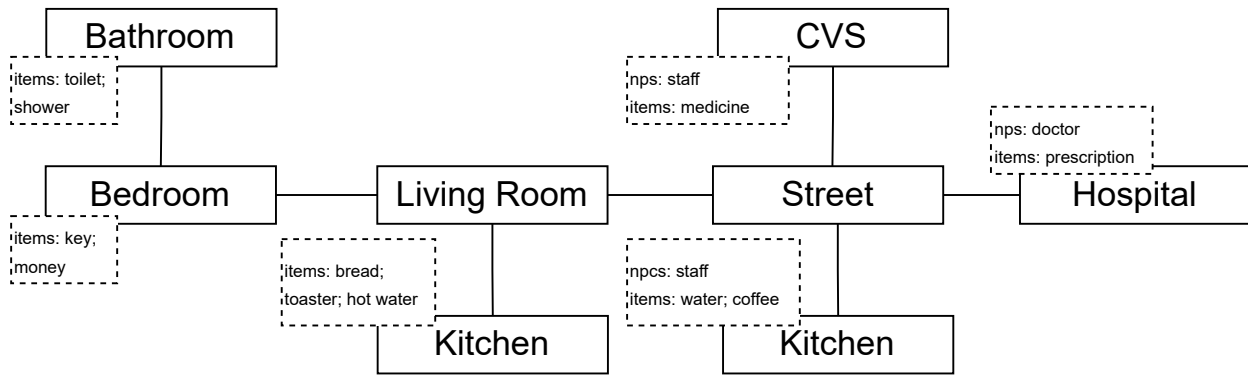 Bathroom
items: toilet;
shower
CVS
nps: staff
items: medicine
nps: doctor
items: prescription
Bedroom
items: key;
money
Living Room
Street
Hospital
items: bread;
toaster; hot water
Kitchen
npcs: staff
items: water; coffee
Kitchen